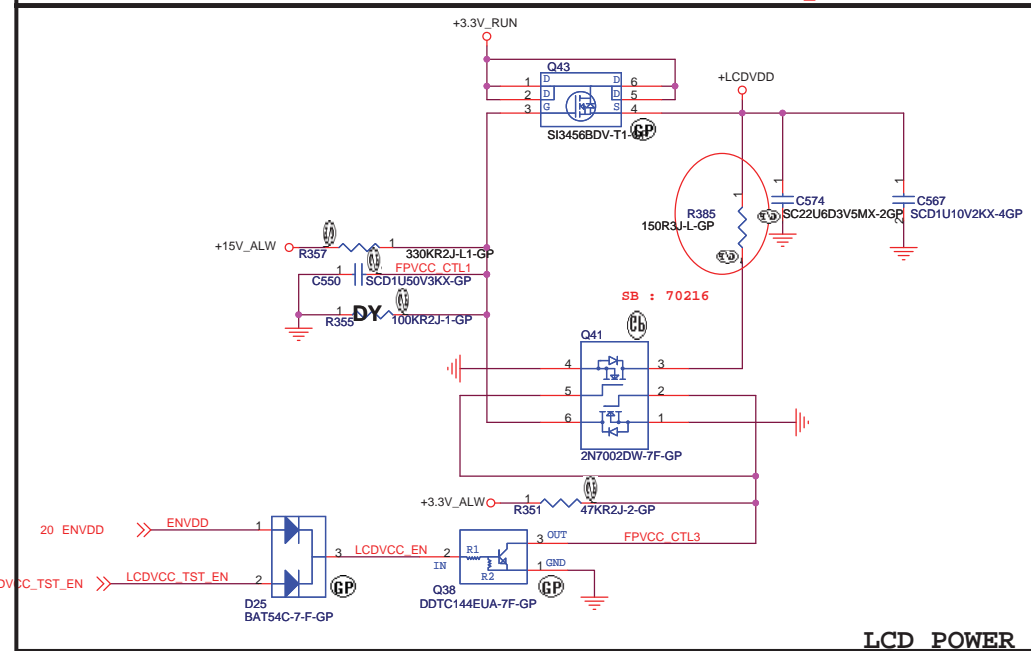 +3.3V_RUN
Q43
+LCDVDD
1 D D 6
2 D D 5
3 G S 4
SI3456BDV-T1-
GP
1
1
1
C574
SC22U6D3V5MX-2GP
C567
SCD1U10V2KX-4GP
2
R385
150R3J-L-GP
+15V_ALW
R357
1
330KR2J-L1-GP
FPVCC_CTL1
1
C550
SCD1U50V3KX-GP
1
R355
DY
100KR2J-1-GP
SB : 70216
Q41
4 3
5 2
6 1
2N7002DW-7F-GP
+3.3V_ALW
1
R351
47KR2J-2-GP
20 ENVDD
ENVDD
1
LCDVCC_TST_EN
2
3
LCDVCC_EN
2
IN
R1
R2
3 OUT
1 GND
FPVCC_CTL3
GP
GP
D25
BAT54C-7-F-GP
Q38
DDTC144EUA-7F-GP
LCD POWER